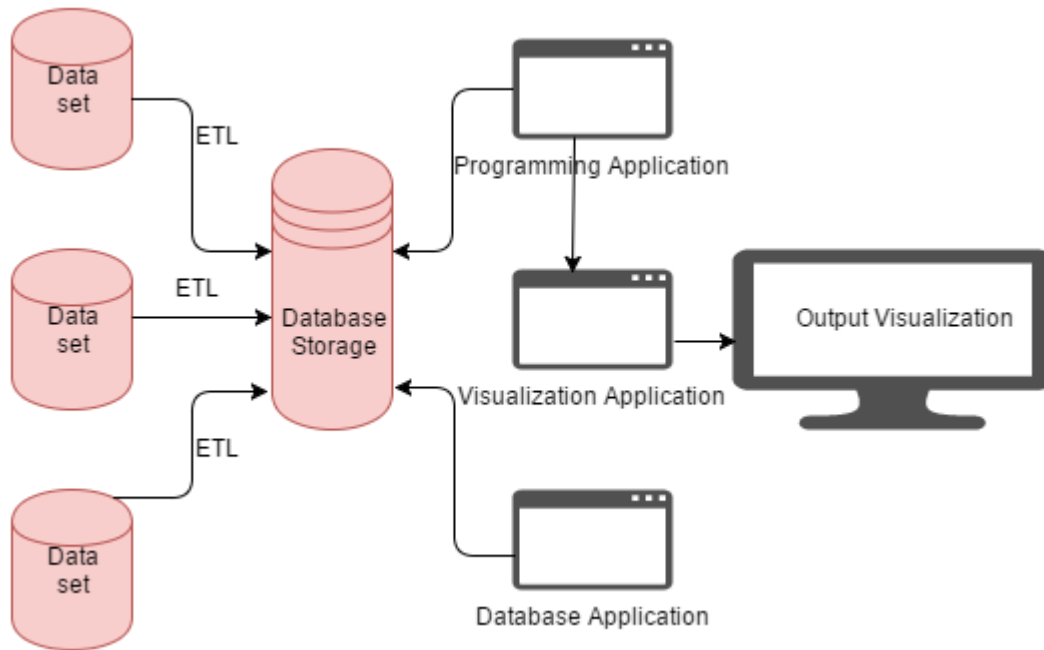 Data
set
ETL
Programming Application
Data
set
ETL
Database
Storage
Output Visualization
Visualization Application
ETL
Data
set
Database Application